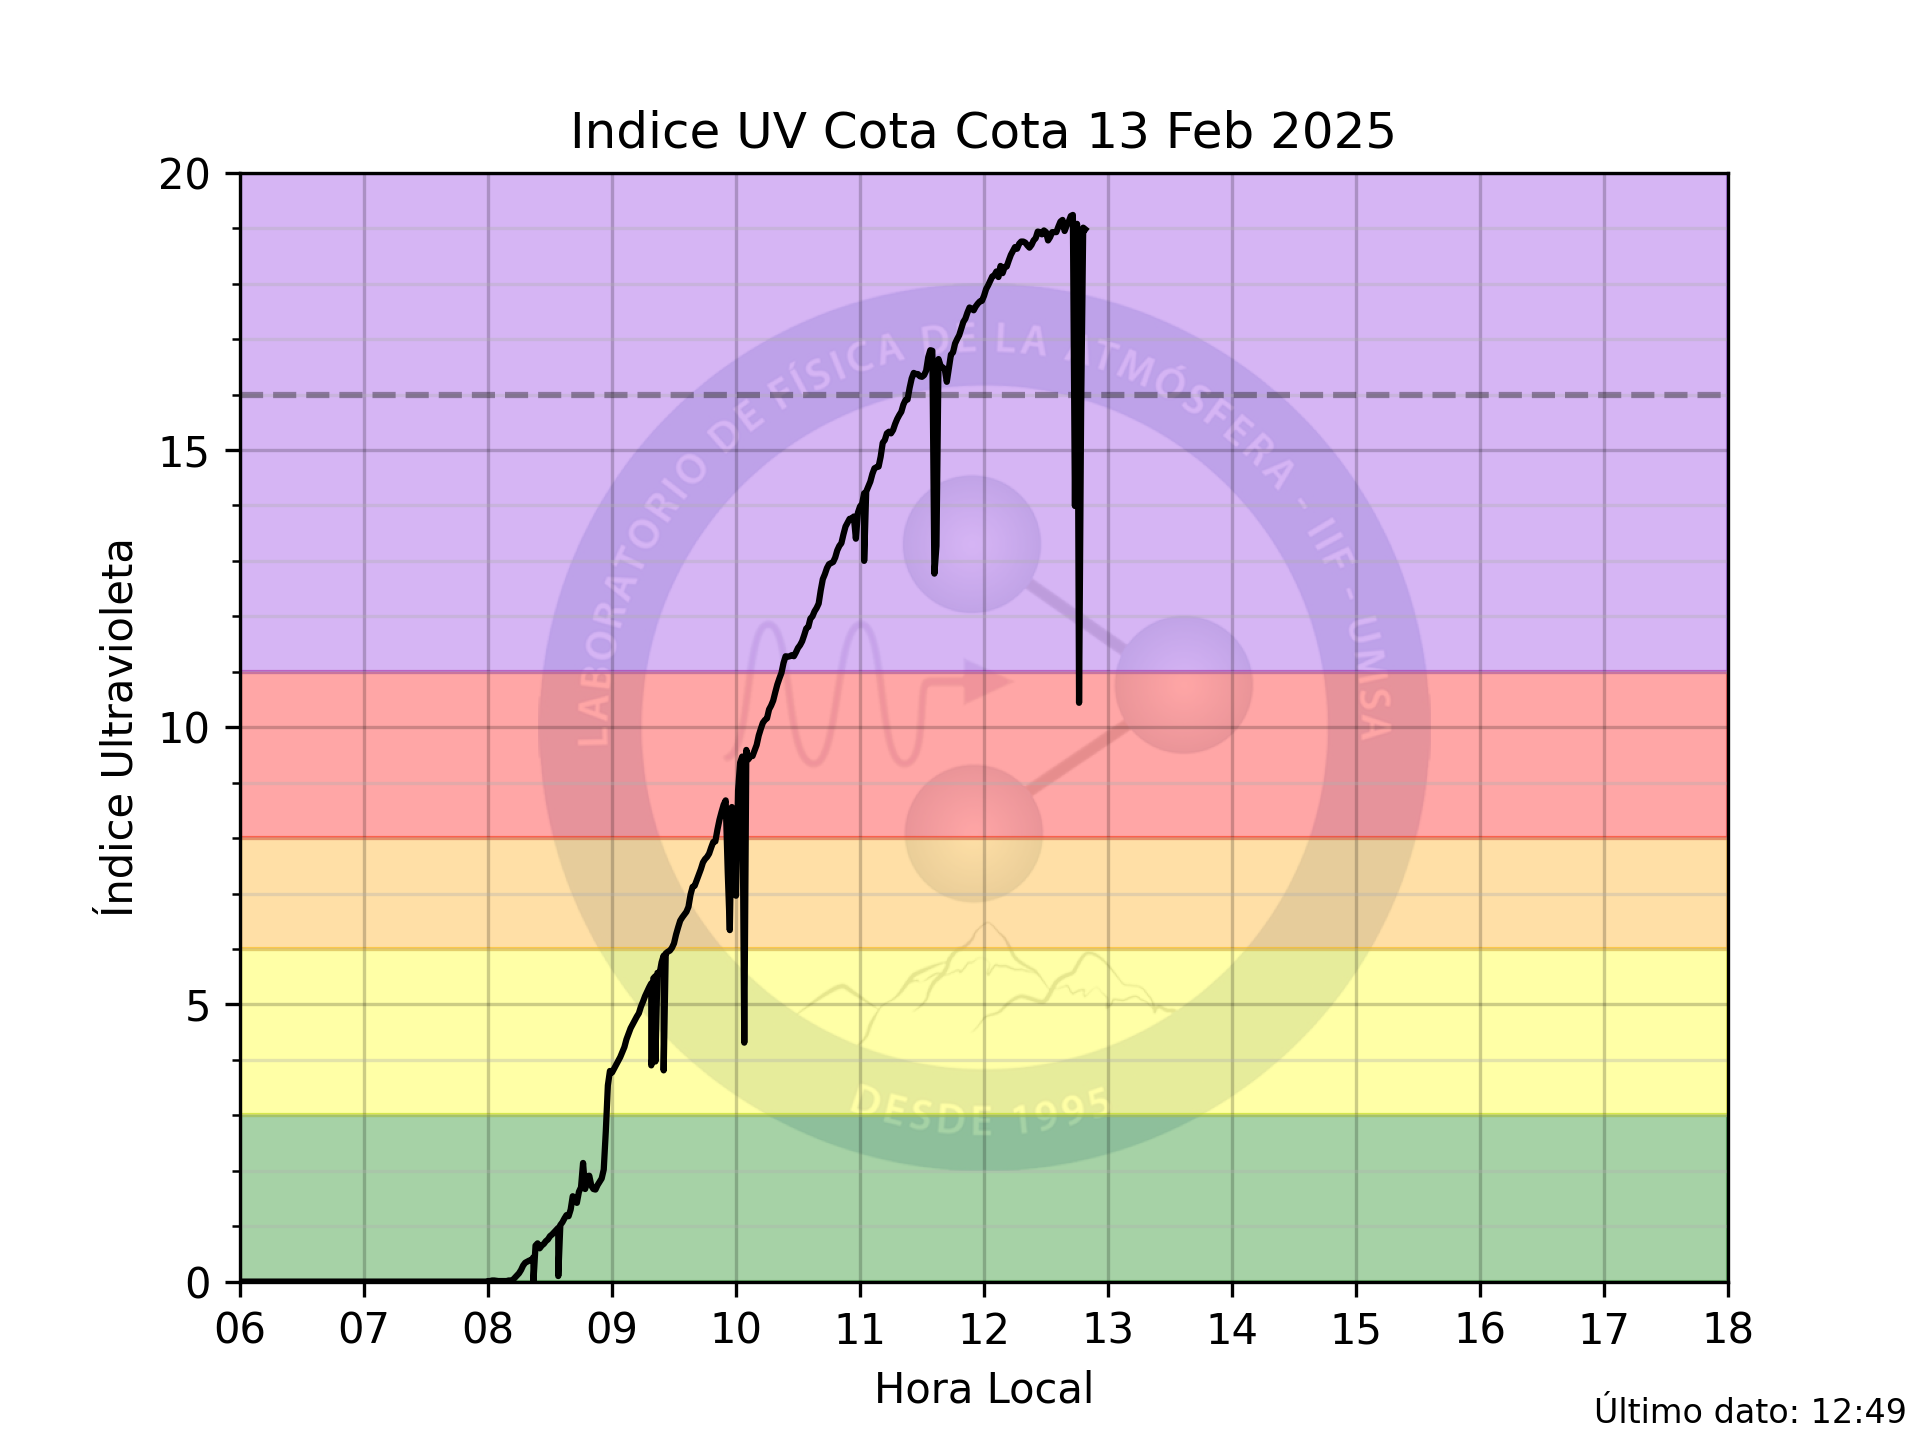 Indice UV Cota Cota 13 Feb 2025
20
15
10
5
0
Índice Ultravioleta
LABORATORIO DE FÍSICA DE LA ATMÓSFERA - IIF - UMSA
DESDE 1995
06 07 08 09 10 11 12 13 14 15 16 17 18
Hora Local
Último dato: 12:49